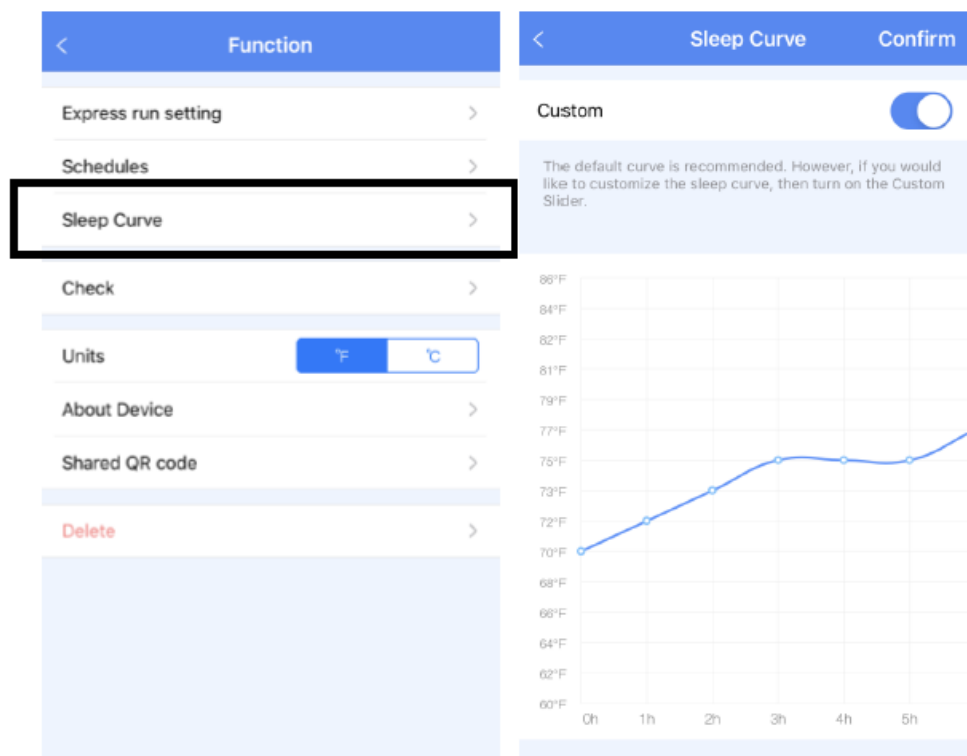 Function
Express run setting
Schedules
Sleep Curve
Check
Units
°F
°C
About Device
Shared QR code
Delete
Sleep Curve
Confirm
Custom
The default curve is recommended. However, if you would
like to customize the sleep curve, then turn on the Custom
Slider.
86°F
84°F
82°F
81°F
79°F
77°F
75°F
73°F
72°F
70°F
68°F
66°F
64°F
62°F
60°F
0h 1h 2h 3h 4h 5h